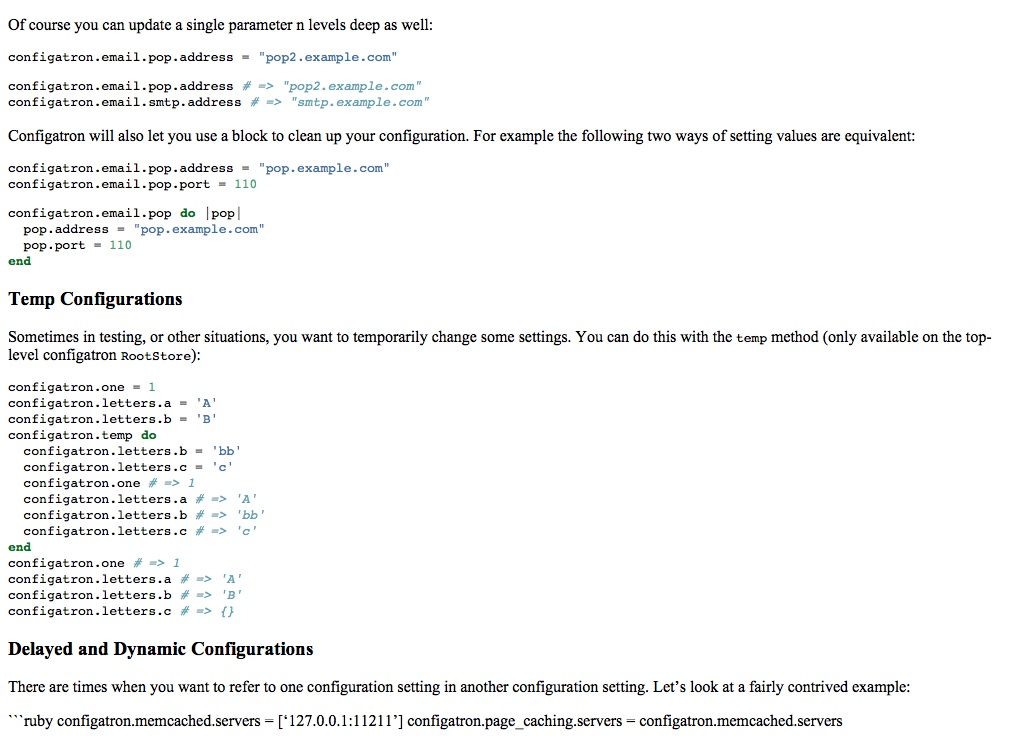 Of course you can update a single parameter n levels deep as well:
configatron.email.pop.address = "pop2.example.com"
configatron.email.pop.address # => "pop2.example.com"
configatron.email.smtp.address # => "smtp.example.com"
Configatron will also let you use a block to clean up your configuration. For example the following two ways of setting values are equivalent:
configatron.email.pop.address = "pop.example.com"
configatron.email.pop.port = 110
configatron.email.pop do |pop|
  pop.address = "pop.example.com"
  pop.port = 110
end
Temp Configurations
Sometimes in testing, or other situations, you want to temporarily change some settings. You can do this with the temp method (only available on the top-
level configatron RootStore):
configatron.one = 1
configatron.letters.a = 'A'
configatron.letters.b = 'B'
configatron.temp do
  configatron.letters.b = 'bb'
  configatron.letters.c = 'c'
  configatron.one # => 1
  configatron.letters.a # => 'A'
  configatron.letters.b # => 'bb'
  configatron.letters.c # => 'c'
end
configatron.one # => 1
configatron.letters.a # => 'A'
configatron.letters.b # => 'B'
configatron.letters.c # => {}
Delayed and Dynamic Configurations
There are times when you want to refer to one configuration setting in another configuration setting. Let’s look at a fairly contrived example:
```ruby configatron.memcached.servers = [‘127.0.0.1:11211’] configatron.page_caching.servers = configatron.memcached.servers